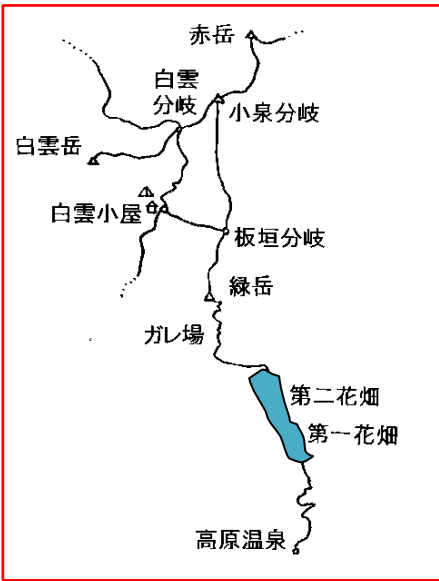 赤岳
白雲
分岐
小泉分岐
白雲岳
白雲小屋
板垣分岐
緑岳
ガレ場
第二花畑
第一花畑
高原温泉